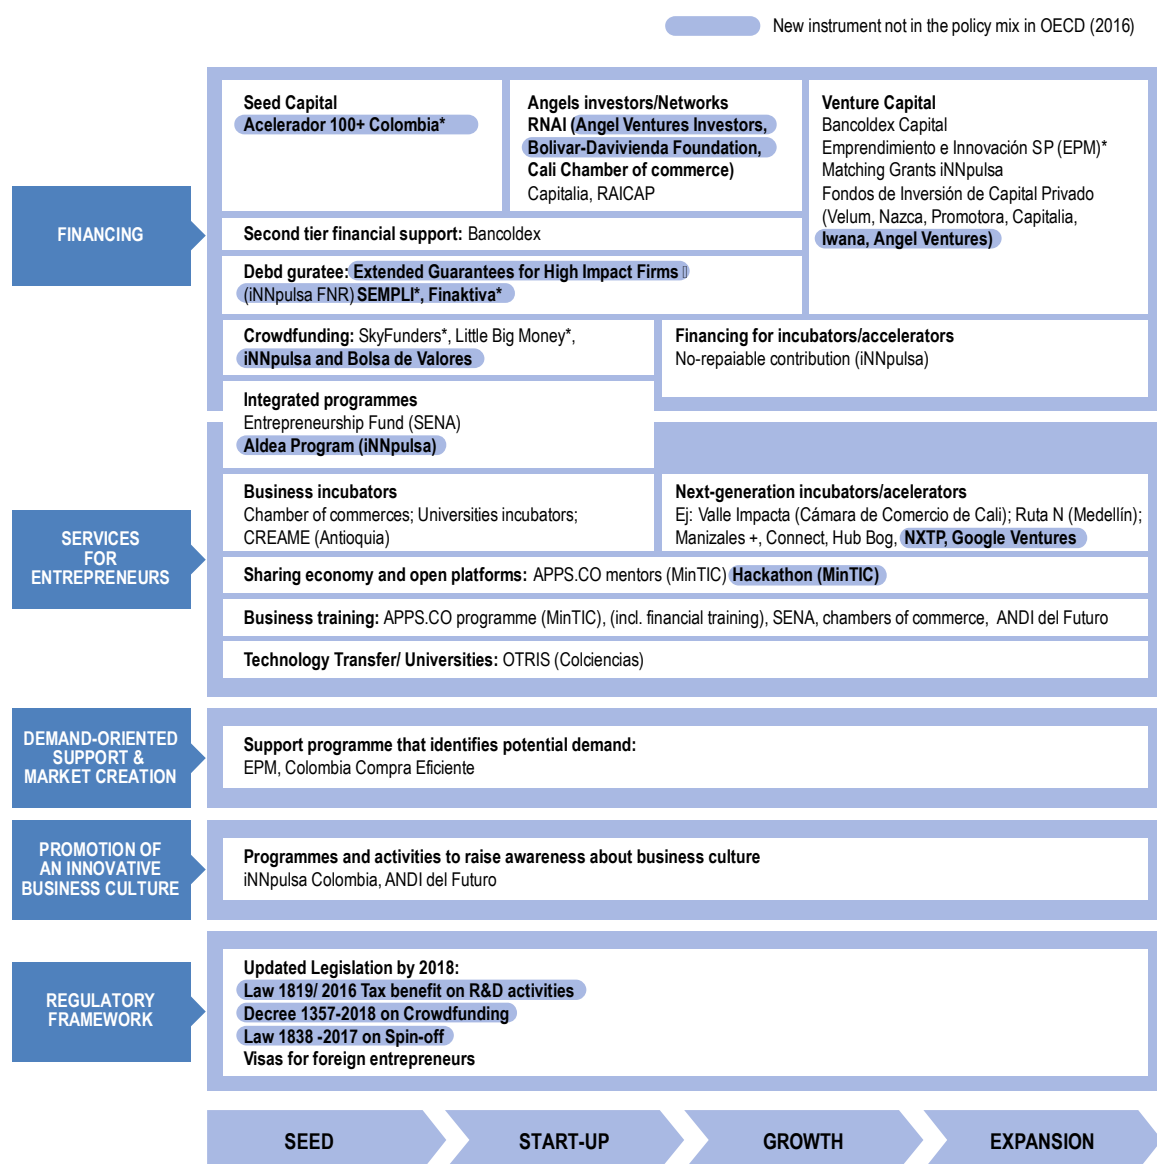 New instrument not in the policy mix in OECD (2016)
FINANCING
Seed Capital
Acelerador 100+ Colombia*
Angels investors/Networks
RNAI (Angel Ventures Investors,
Bolivar-Davivienda Foundation,
Cali Chamber of commerce)
Capitalia, RAICAP
Venture Capital
Bancoldex Capital
Emprendimiento e Innovación SP (EPM)*
Matching Grants iNNpulsa
Fondos de Inversión de Capital Privado
(Velum, Nazca, Promotora, Capitalia,
Iwana, Angel Ventures)
Second tier financial support: Bancoldex
Debd guratee: Extended Guarantees for High Impact Firms
(iNNpulsa FNR) SEMPLI*, Finaktiva*
Crowdfunding: SkyFunders*, Little Big Money*,
iNNpulsa and Bolsa de Valores
Financing for incubators/accelerators
No-repaiable contribution (iNNpulsa)
Integrated programmes
Entrepreneurship Fund (SENA)
Aldea Program (iNNpulsa)
SERVICES
FOR
ENTREPRENEURS
Business incubators
Chamber of commerces; Universities incubators;
CREAME (Antioquia)
Next-generation incubators/acelerators
Ej: Valle Impacta (Cámara de Comercio de Cali); Ruta N (Medellín);
Manizales +, Connect, Hub Bog, NXTP, Google Ventures
Sharing economy and open platforms: APPS.CO mentors (MinTIC) Hackathon (MinTIC)
Business training: APPS.CO programme (MinTIC), (incl. financial training), SENA, chambers of commerce, ANDI del Futuro
Technology Transfer/ Universities: OTRIS (Colciencias)
DEMAND-ORIENTED
SUPPORT &
MARKET CREATION
Support programme that identifies potential demand:
EPM, Colombia Compra Eficiente
PROMOTION OF
AN INNOVATIVE
BUSINESS CULTURE
Programmes and activities to raise awareness about business culture
iNNpulsa Colombia, ANDI del Futuro
REGULATORY
FRAMEWORK
Updated Legislation by 2018:
Law 1819/ 2016 Tax benefit on R&D activities
Decree 1357-2018 on Crowdfunding
Law 1838 -2017 on Spin-off
Visas for foreign entrepreneurs
SEED
START-UP
GROWTH
EXPANSION